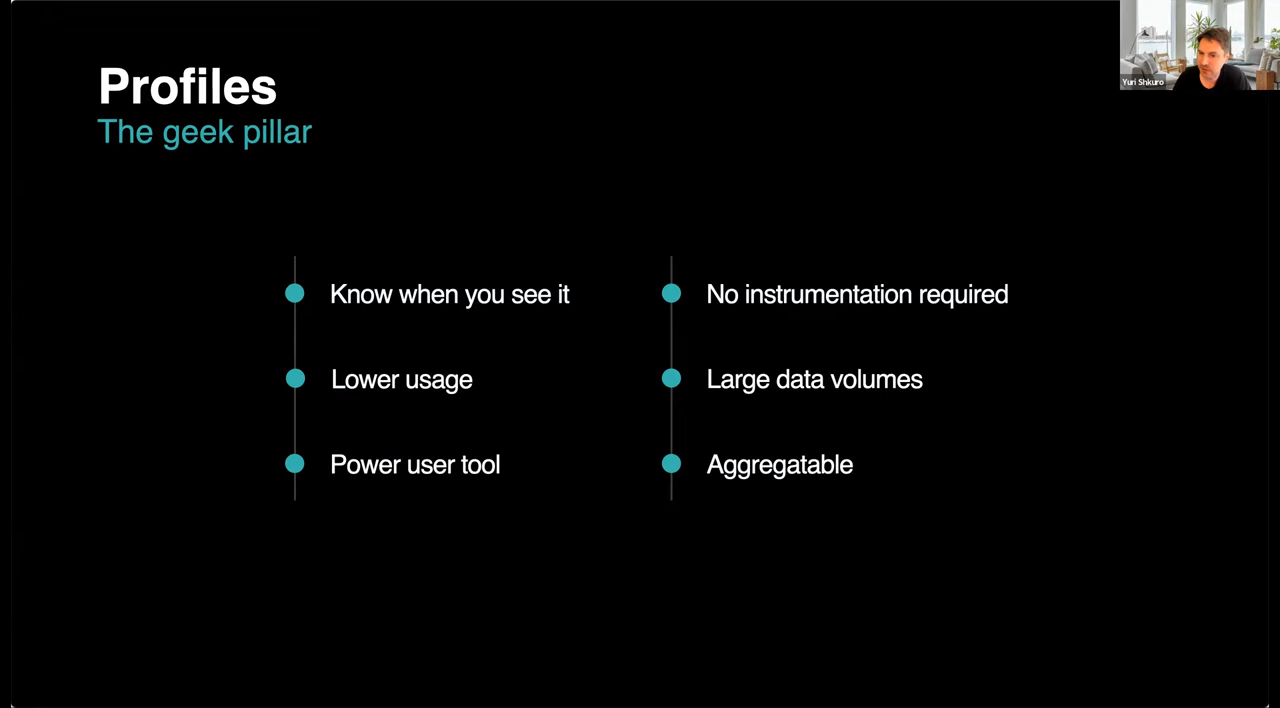 Profiles
The geek pillar
Know when you see it
Lower usage
Power user tool
No instrumentation required
Large data volumes
Aggregatable
Yuri Shkuro